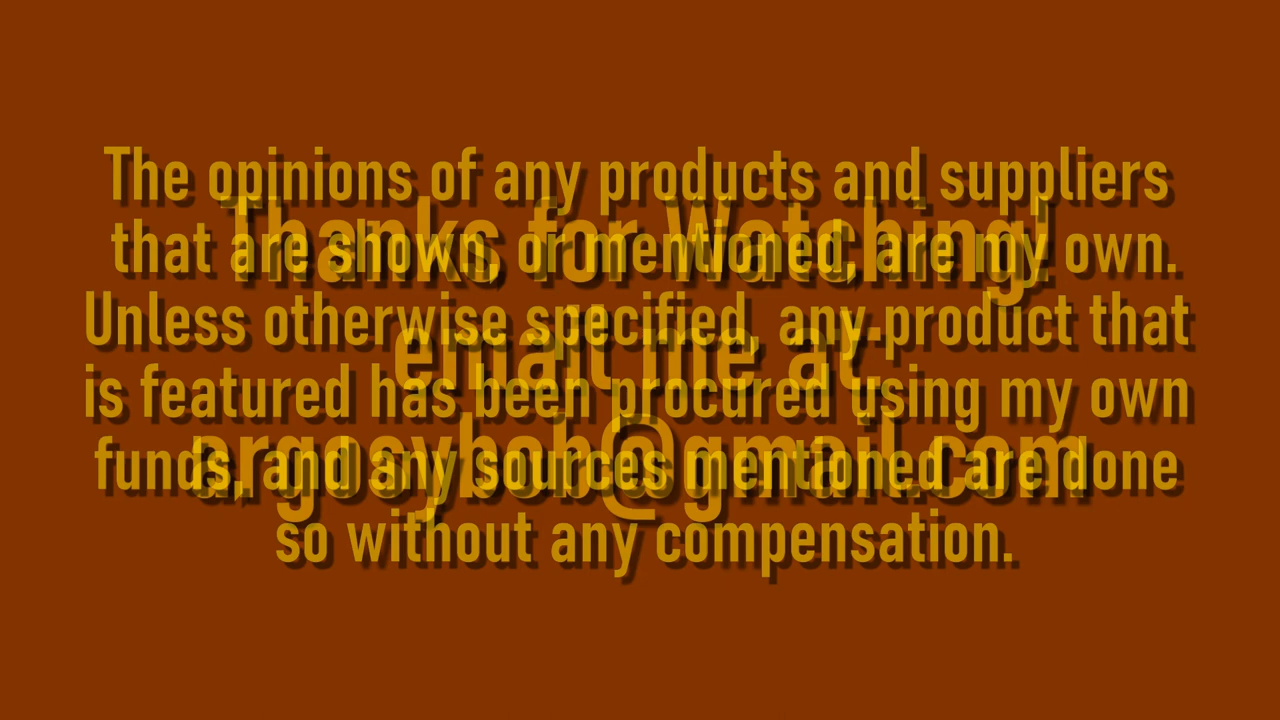 The opinions of any products and suppliers
that are shown, or mentioned, are my own.
Unless otherwise specified, any product that
is featured has been procured using my own
funds, and any sources mentioned are done
so without any compensation.
Thanks for Watching!
email me at
argosybob@gmail.com